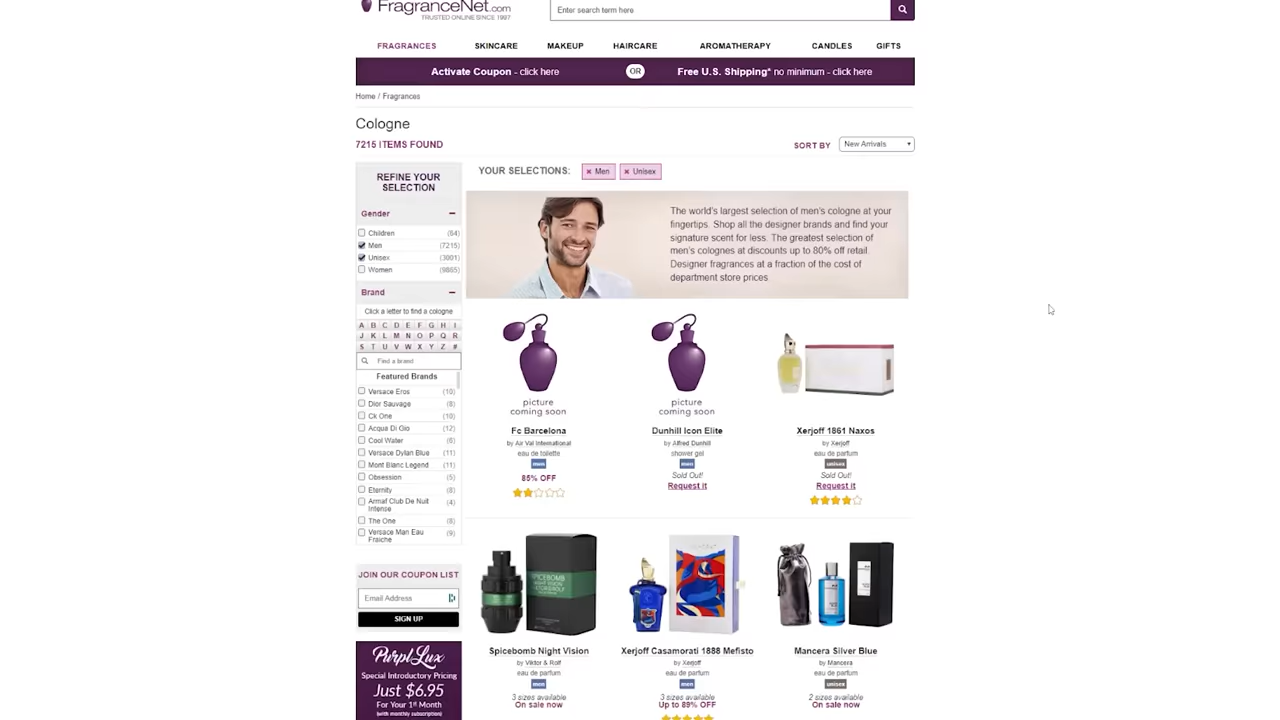 FragranceNet.com
TRUSTED ONLINE SINCE 1997
Enter search term here
FRAGRANCES SKINCARE MAKEUP HAIRCARE AROMATHERAPY CANDLES GIFTS
Activate Coupon - click here OR Free U.S. Shipping* no minimum - click here
Home / Fragrances
Cologne
7215 ITEMS FOUND
SORT BY New Arrivals
REFINE YOUR
SELECTION
Gender
Children (64)
Men (7215)
Unisex (3001)
Women (9865)
Brand
Click a letter to find a cologne
A B C D E F G H I
J K L M N O P Q R
S T U V W X Y Z #
Find a brand
Featured Brands
Versace Eros (10)
Dior Sauvage (8)
Ck One (10)
Acqua Di Gio (12)
Cool Water (6)
Versace Dylan Blue (11)
Mont Blanc Legend (11)
Obsession (5)
Eternity (8)
Armaf Club De Nuit
Intense (4)
The One (8)
Versace Man Eau
Fraiche (9)
JOIN OUR COUPON LIST
Email Address
SIGN UP
PurpLux
Special Introductory Pricing
Just $6.95
For Your 1st Month
(with monthly subscription)
YOUR SELECTIONS: × Men × Unisex
The world's largest selection of men's cologne at your
fingertips. Shop all the designer brands and find your
signature scent for less. The greatest selection of
men's colognes at discounts up to 80% off retail.
Designer fragrances at a fraction of the cost of
department store prices.
picture
coming soon
Fc Barcelona
by Air Val International
eau de toilette
men
85% OFF
picture
coming soon
Dunhill Icon Elite
by Alfred Dunhill
shower gel
men
Sold Out!
Request it
Xerjoff 1861 Naxos
by Xerjoff
eau de parfum
unisex
Sold Out!
Request it
SPICEBOMB
NIGHT VISION
Spicebomb Night Vision
by Viktor & Rolf
eau de parfum
men
3 sizes available
On sale now
Xerjoff Casamorati 1888 Mefisto
by Xerjoff
eau de parfum
men
3 sizes available
Up to 89% OFF
Mancera Silver Blue
by Mancera
eau de parfum
unisex
2 sizes available
On sale now